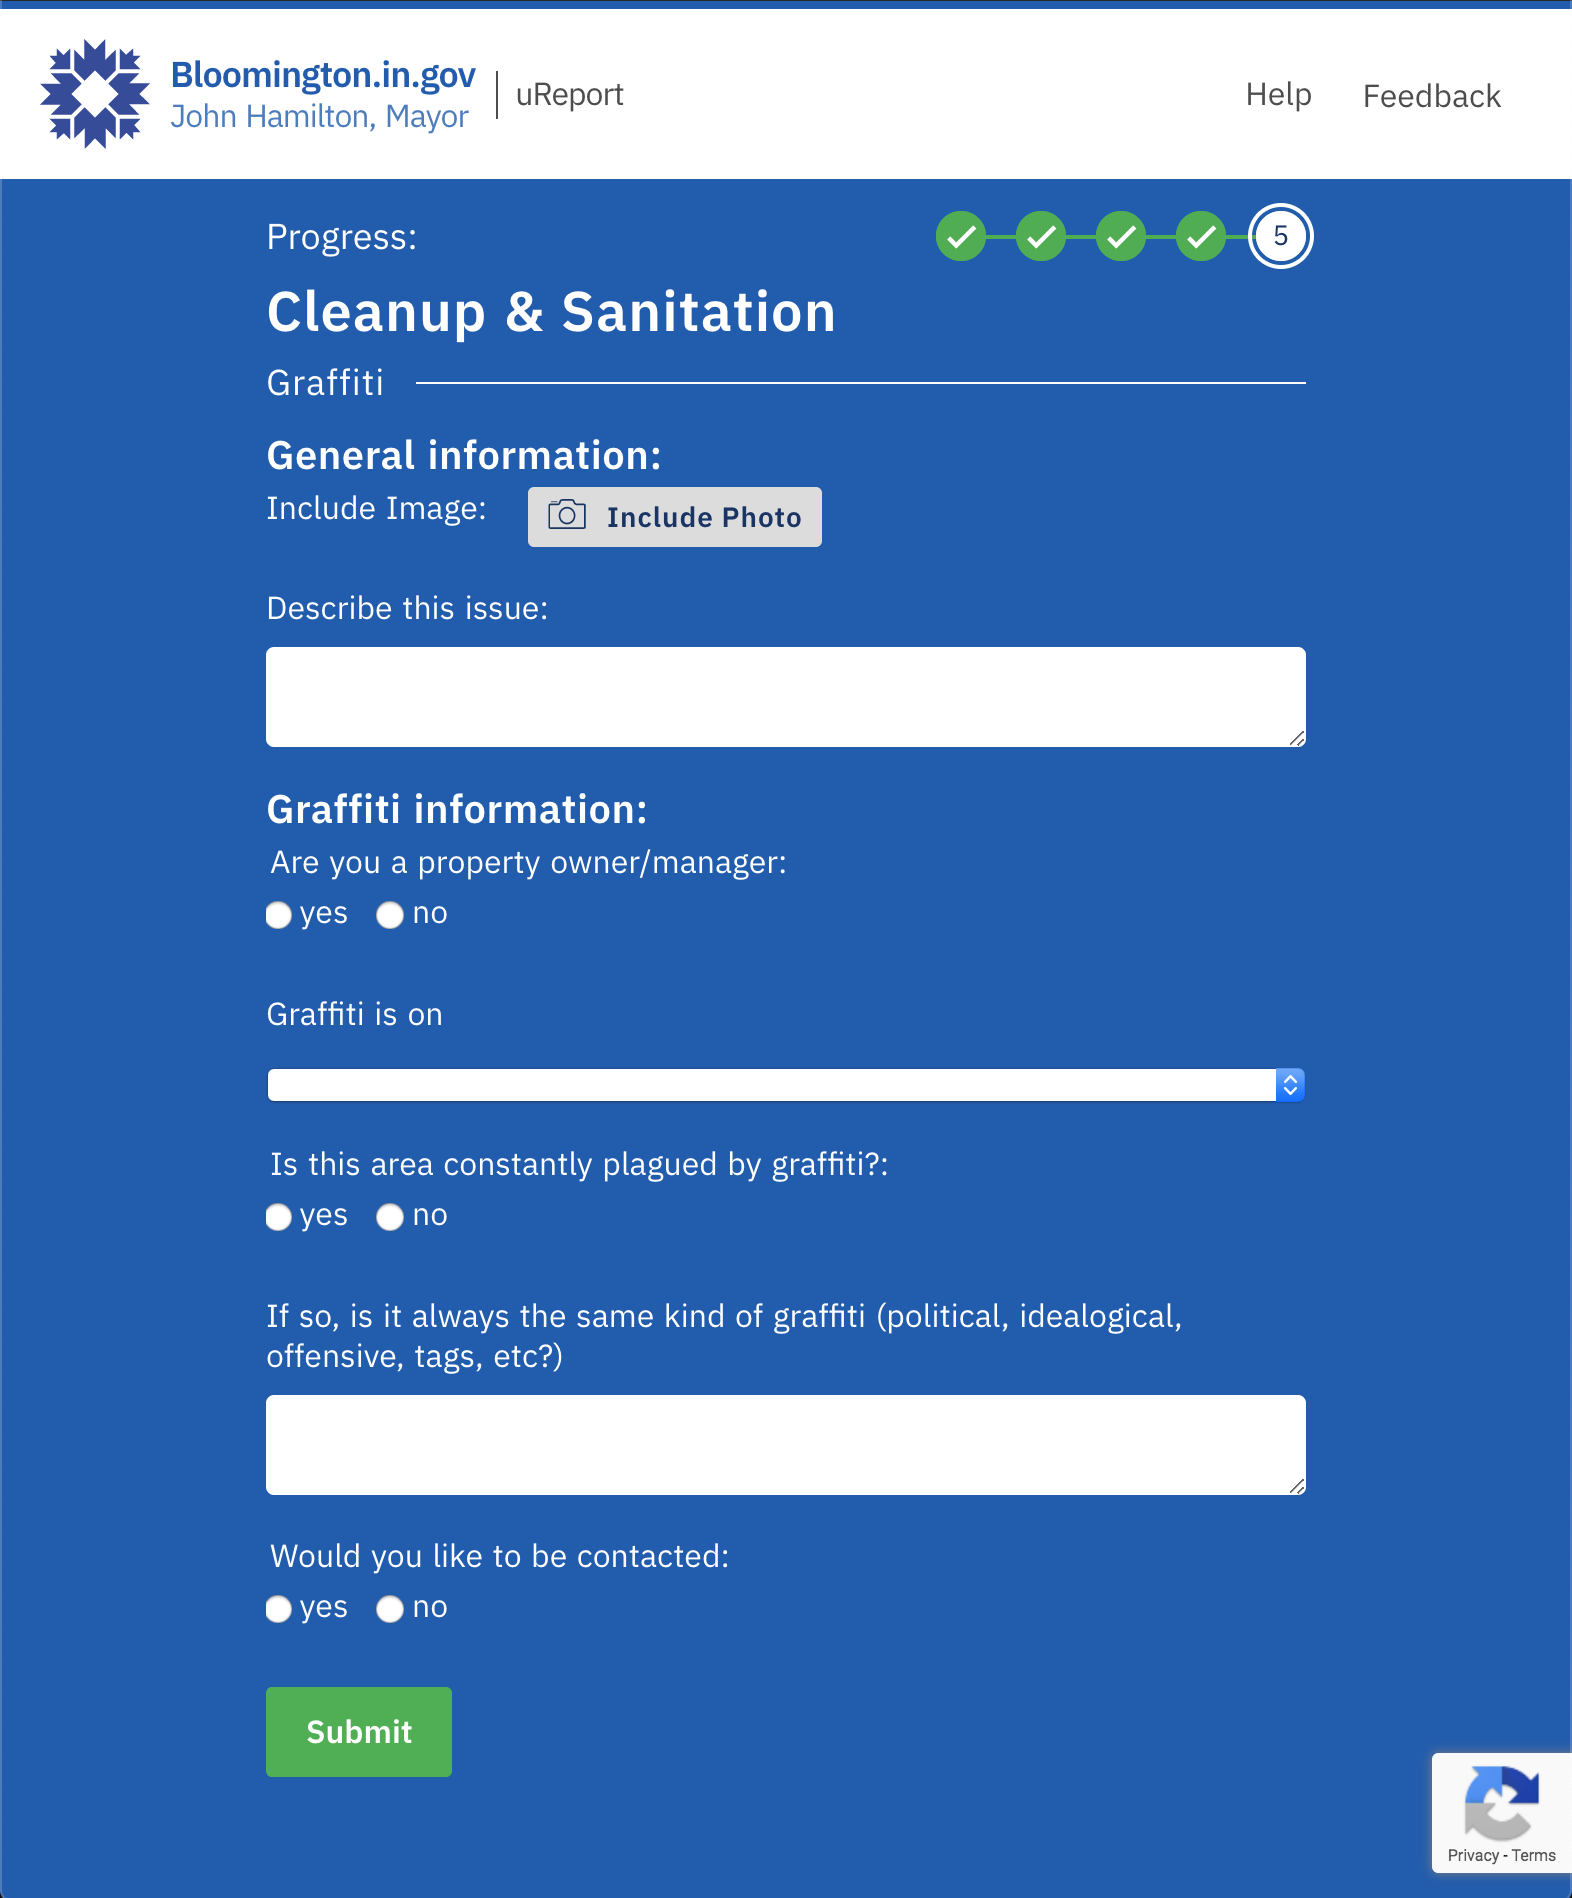 Bloomington.in.gov
John Hamilton, Mayor
uReport
Help
Feedback
Progress:
5
Cleanup & Sanitation
Graffiti
General information:
Include Image:
Include Photo
Describe this issue:
Graffiti information:
Are you a property owner/manager:
yes no
Graffiti is on
Is this area constantly plagued by graffiti?:
yes no
If so, is it always the same kind of graffiti (political, idealogical,
offensive, tags, etc?)
Would you like to be contacted:
yes no
Submit
Privacy - Terms